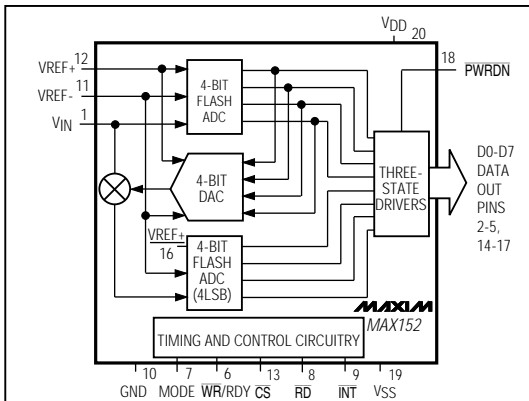 VDD
20
VREF+ 12
VREF- 11
VIN 1
18 PWRDN
4-BIT
FLASH
ADC
4-BIT
DAC
THREE-
STATE
DRIVERS
D0-D7
DATA
OUT
PINS
2-5,
14-17
VREF+
16
4-BIT
FLASH
ADC
(4LSB)
MAXIM
MAX152
TIMING AND CONTROL CIRCUITRY
10 7 6 13 8 9 19
GND MODE WR/RDY CS RD INT VSS